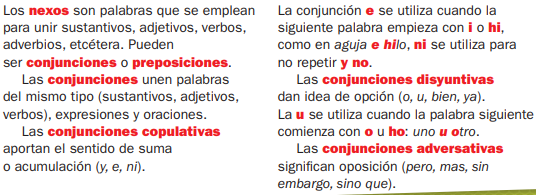 Los nexos son palabras que se emplean
para unir sustantivos, adjetivos, verbos,
adverbios, etcétera. Pueden
ser conjunciones o preposiciones.
Las conjunciones unen palabras
del mismo tipo (sustantivos, adjetivos,
verbos), expresiones y oraciones.
Las conjunciones copulativas
aportan el sentido de suma
o acumulación (y, e, ni).
La conjunción e se utiliza cuando la
siguiente palabra empieza con i o hi,
como en aguja e hilo, ni se utiliza para
no repetir y no.
Las conjunciones disyuntivas
dan idea de opción (o, u, bien, ya).
La u se utiliza cuando la palabra siguiente
comienza con o u ho: uno u otro.
Las conjunciones adversativas
significan oposición (pero, mas, sin
embargo, sino que).